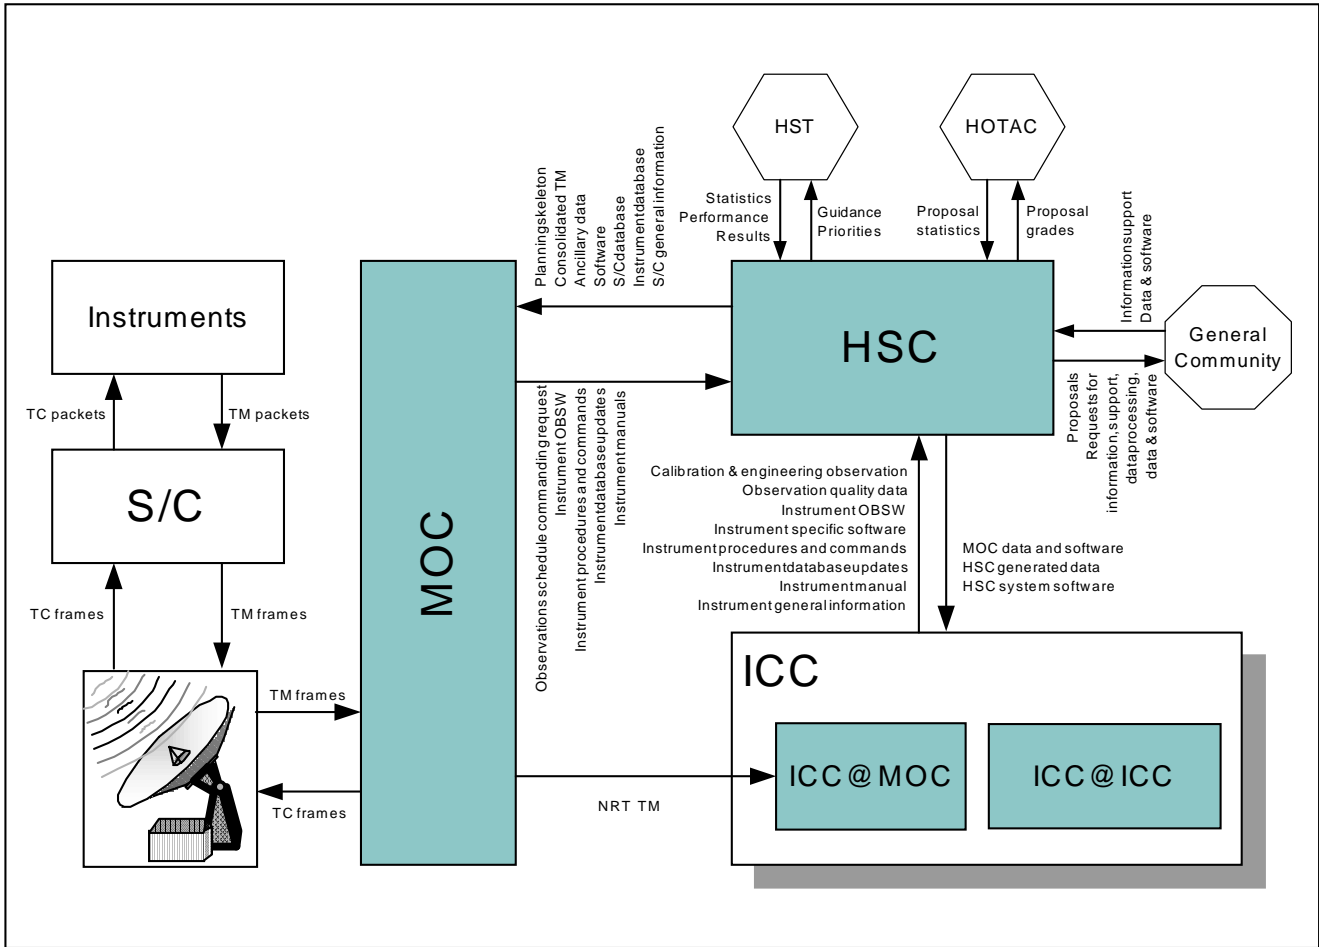 HST
HOTAC
Planningskeleton
Consolidated TM
Ancillary data
Software
S/Cdatabase
Instrumentdatabase
S/C general information
Statistics
Performance
Results
Guidance
Priorities
Proposal
statistics
Proposal
grades
Informationsupport
Data & software
Instruments
HSC
General
Community
TC packets
TM packets
Observations schedule commanding request
Instrument OBSW
Instrument procedures and commands
Instrumentdatabaseupdates
Instrument manuals
Proposals
Requests for
information, support,
dataprocessing,
data & software
S/C
MOC
Calibration & engineering observation
Observation quality data
Instrument OBSW
Instrument specific software
Instrument procedures and commands
Instrumentdatabaseupdates
Instrument manual
Instrument general information
MOC data and software
HSC generated data
HSC system software
TC frames
TM frames
ICC
TM frames
ICC@MOC
ICC@ICC
TC frames
NRT TM